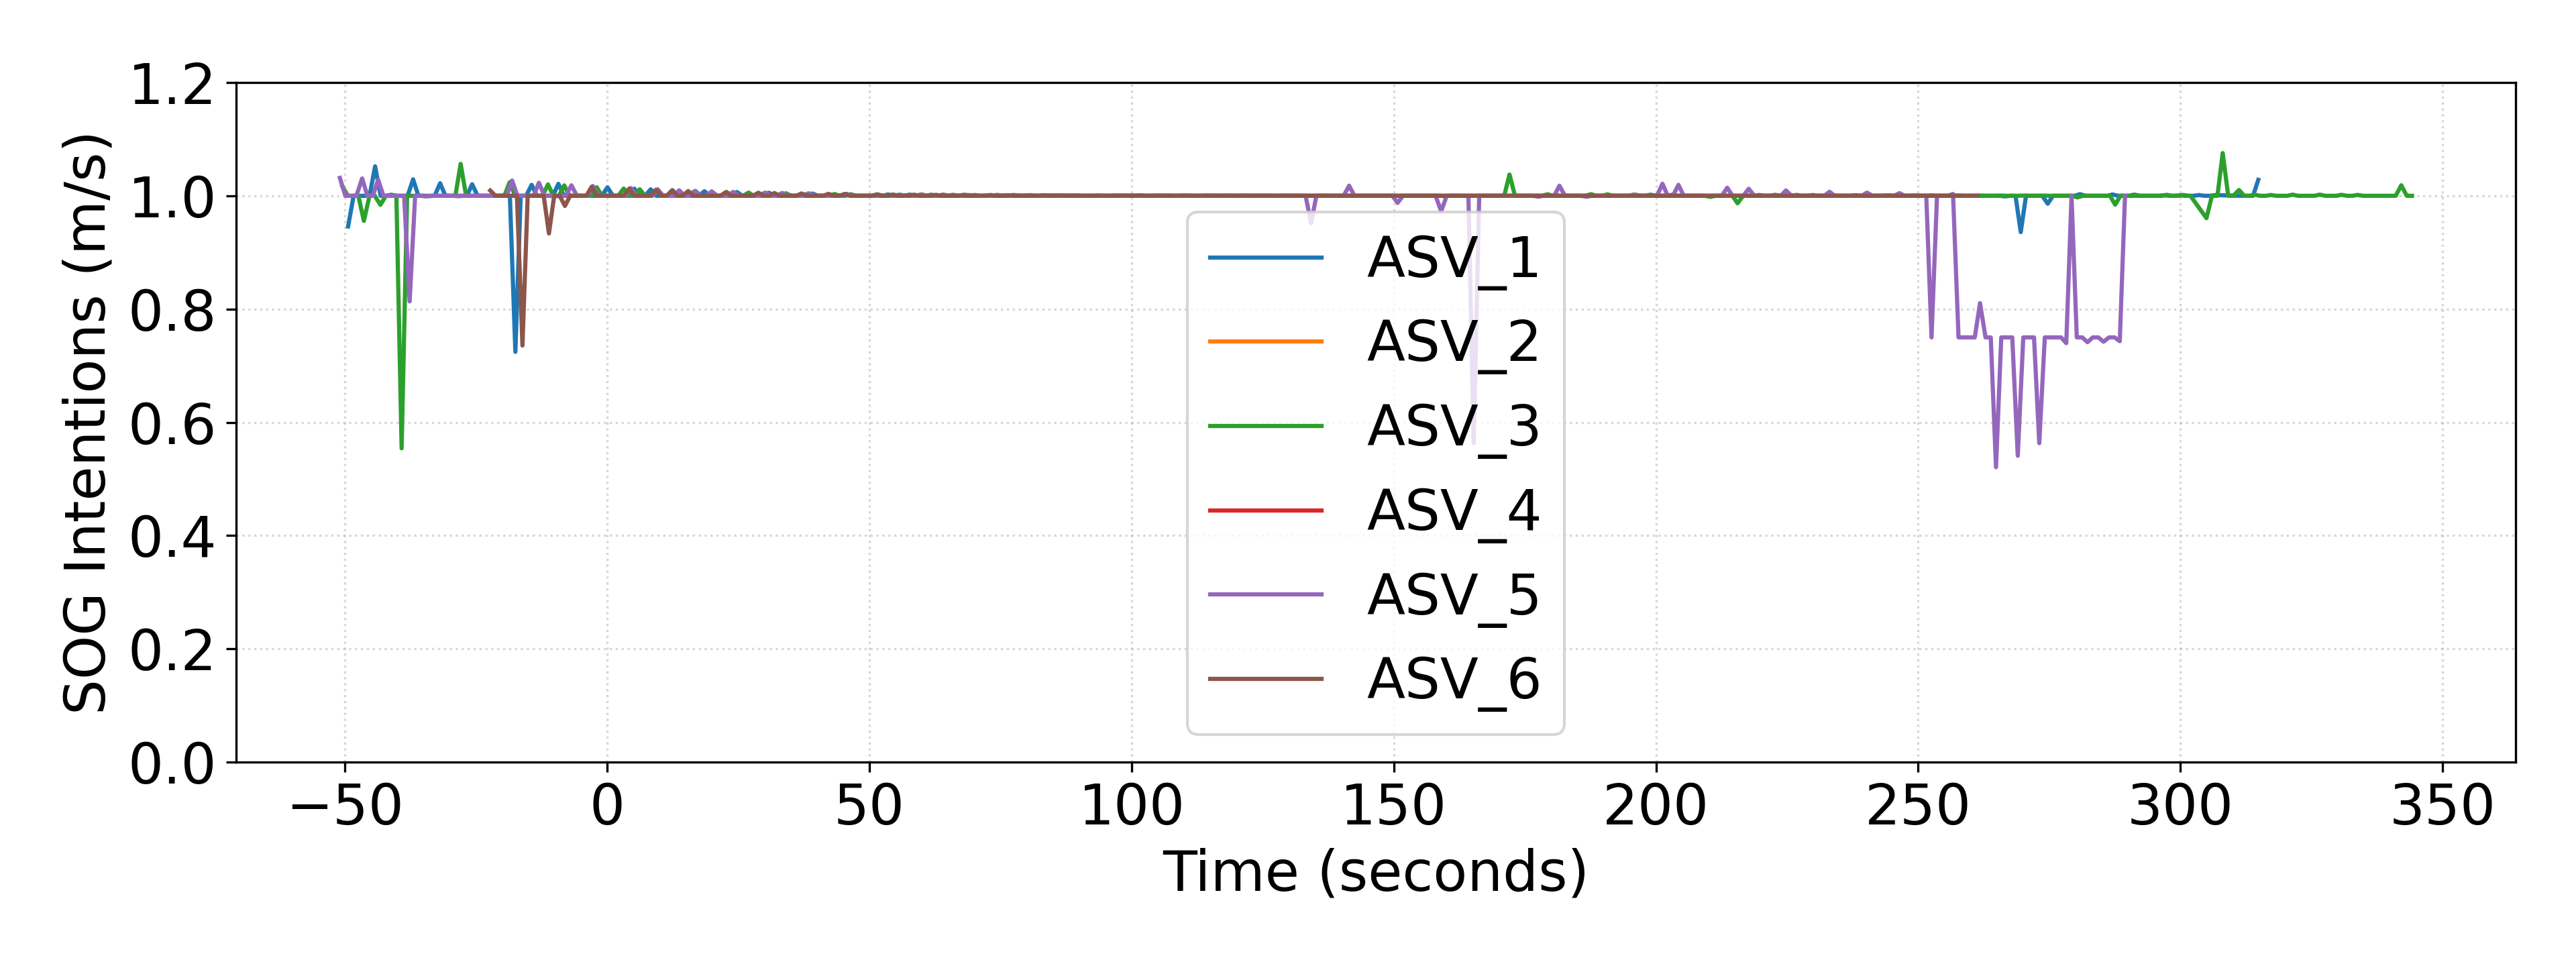 SOG Intentions (m/s)
1.2
1.0
0.8
0.6
0.4
0.2
0.0
ASV_1
ASV_2
ASV_3
ASV_4
ASV_5
ASV_6
−50 0 50 100 150 200 250 300 350
Time (seconds)